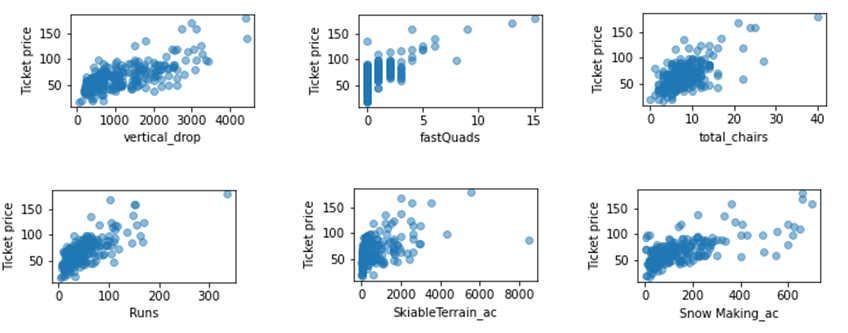 Ticket price
150
100
50
0 1000 2000 3000 4000
vertical_drop
Ticket price
150
100
50
0 5 10 15
fastQuads
Ticket price
150
100
50
0 10 20 30 40
total_chairs
Ticket price
150
100
50
0 100 200 300
Runs
Ticket price
150
100
50
0 2000 4000 6000 8000
SkiableTerrain_ac
Ticket price
150
100
50
0 200 400 600
Snow Making_ac